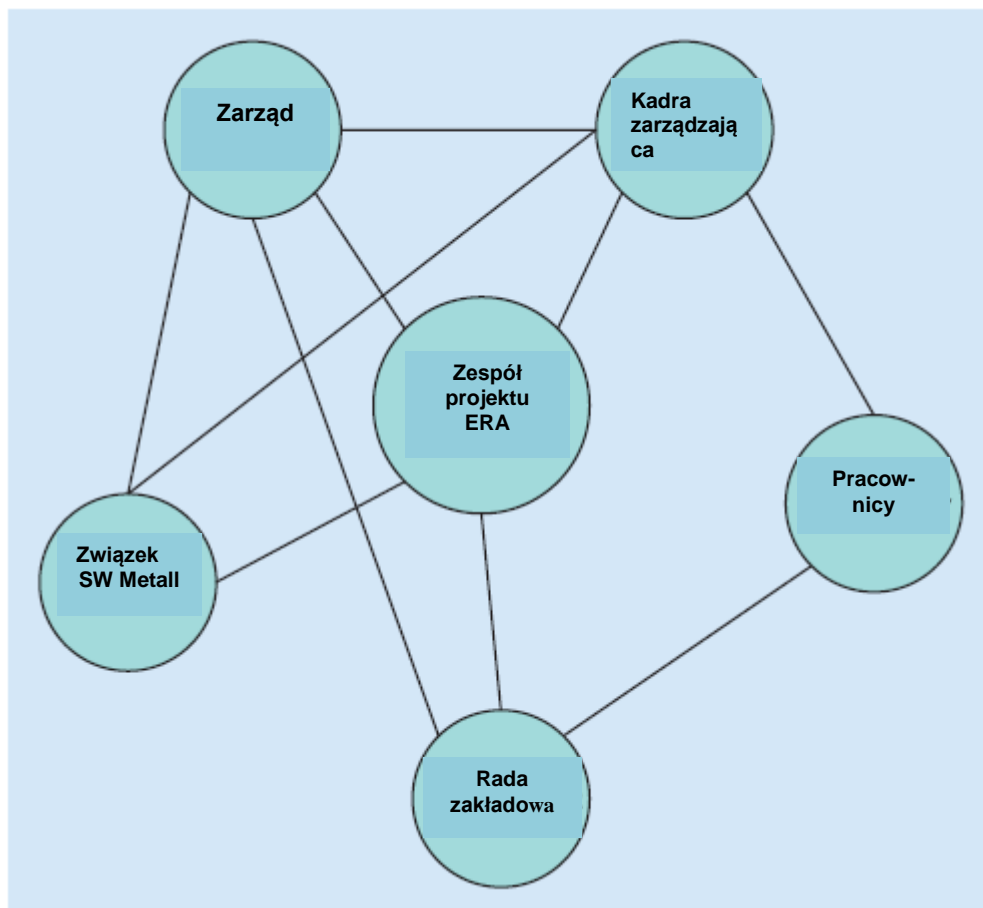 Zarząd
Kadra
zarządzają
ca
Zespół
projektu
ERA
Pracow-
nicy
Związek
SW Metall
Rada
zakładowa